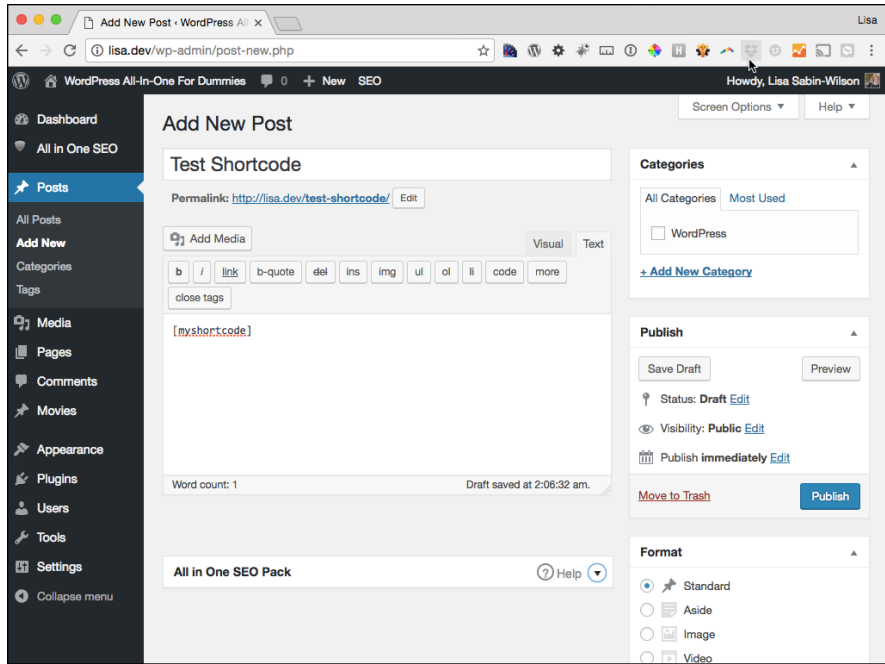 Add New Post ‹ WordPress All
Lisa
lisa.dev/wp-admin/post-new.php
WordPress All-In-One For Dummies 0 + New SEO Howdy, Lisa Sabin-Wilson
Screen Options Help
Dashboard
All in One SEO
Posts
All Posts
Add New
Categories
Tags
Media
Pages
Comments
Movies
Appearance
Plugins
Users
Tools
Settings
Collapse menu
Add New Post
Test Shortcode
Permalink: http://lisa.dev/test-shortcode/ Edit
Add Media
Visual Text
b i link b-quote del ins img ul ol li code more
close tags
[myshortcode]
Word count: 1 Draft saved at 2:06:32 am.
All in One SEO Pack Help
Categories
All Categories Most Used
WordPress
+ Add New Category
Publish
Save Draft Preview
Status: Draft Edit
Visibility: Public Edit
Publish immediately Edit
Move to Trash Publish
Format
Standard
Aside
Image
Video